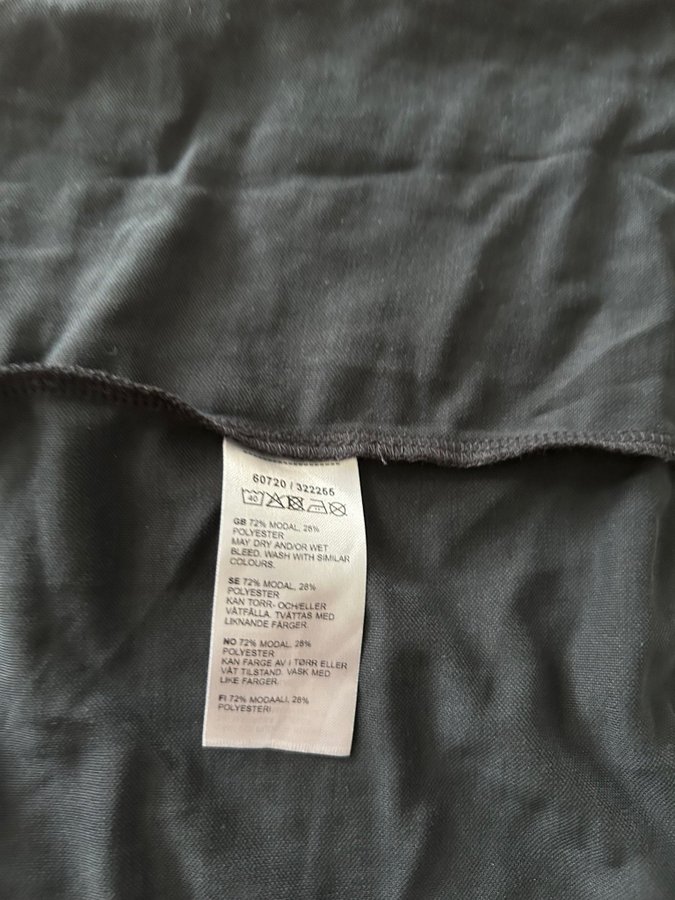 60720 / 322255
40
GB 72% MODAL, 28%
POLYESTER
MAY DRY AND/OR WET
BLEED. WASH WITH SIMILAR
COLOURS.
SE 72% MODAL, 28%
POLYESTER
KAN TORR- OCH/ELLER
VÅTFÄLLA. TVÄTTAS MED
LIKNANDE FÄRGER.
NO 72% MODAL, 28%
POLYESTER
KAN FARGE AV I TØRR ELLER
VÅT TILSTAND. VASK MED
LIKE FARGER.
FI 72% MODAALI, 28%
POLYESTERI